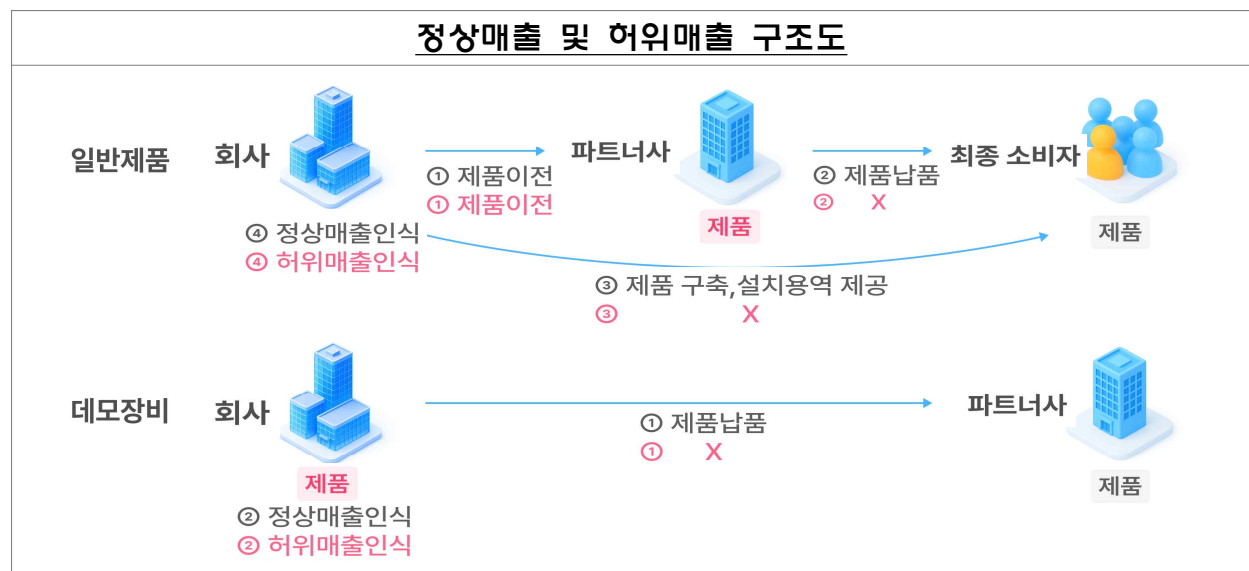 정상매출 및 허위매출 구조도
일반제품
회사
① 제품이전
① 제품이전
파트너사
제품
② 제품납품
② X
최종 소비자
제품
④ 정상매출인식
④ 허위매출인식
③ 제품 구축,설치용역 제공
③ X
데모장비
회사
제품
② 정상매출인식
② 허위매출인식
① 제품납품
① X
파트너사
제품